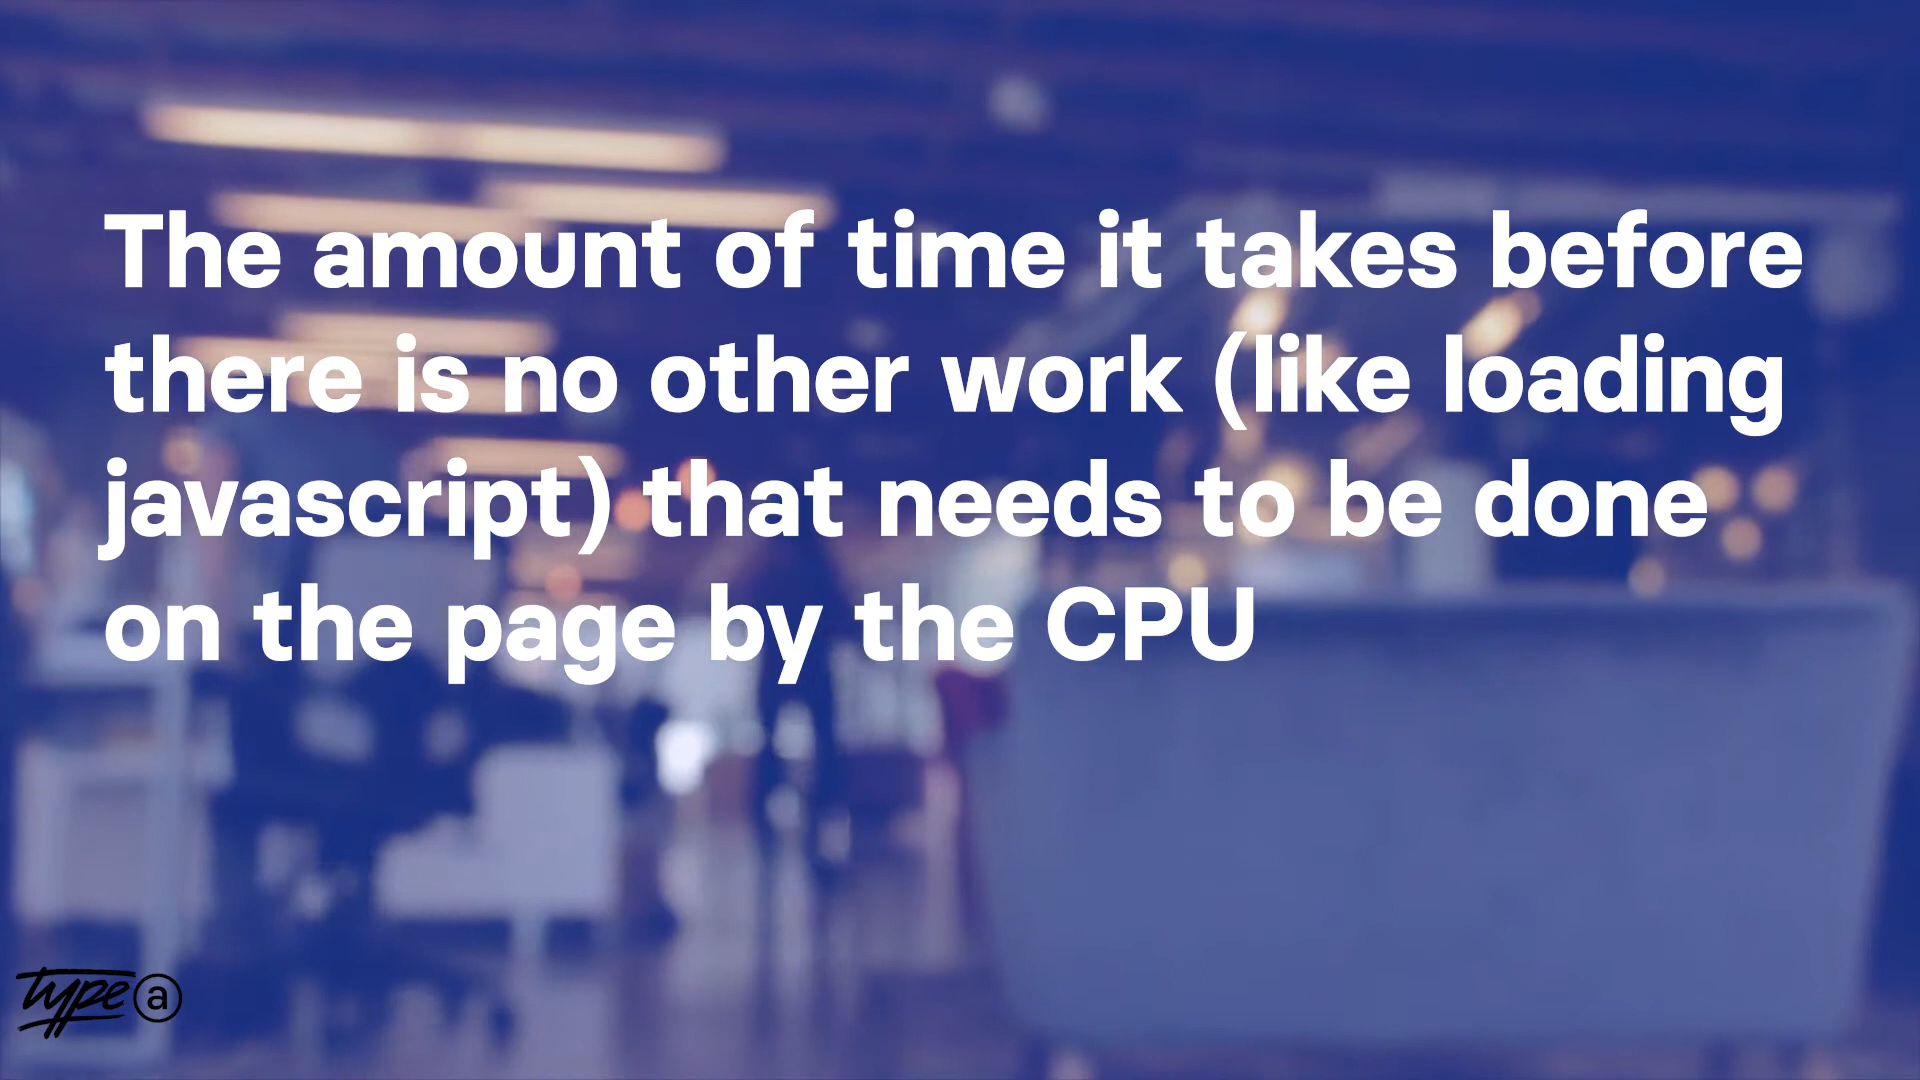 The amount of time it takes before
there is no other work (like loading
javascript) that needs to be done
on the page by the CPU
type a